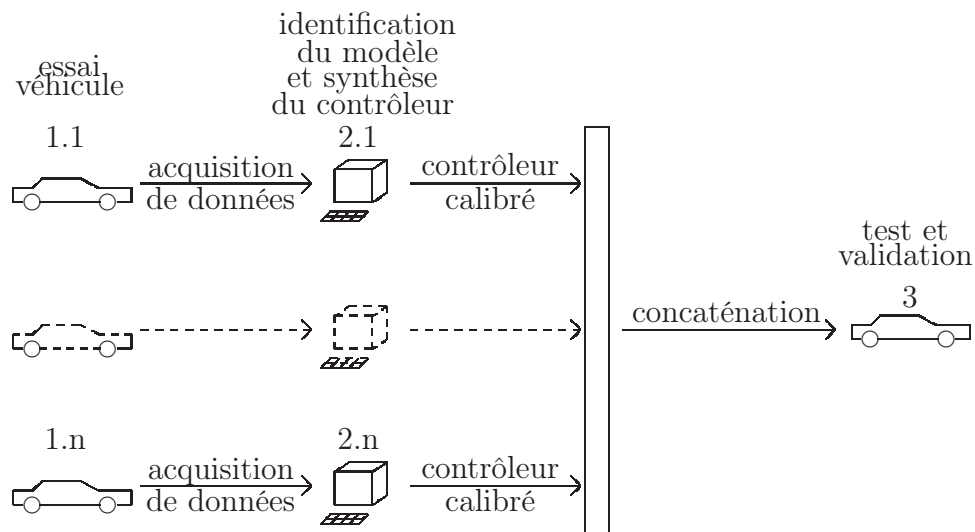 essai
véhicule
identification
du modèle
et synthèse
du contrôleur
1.1
acquisition
de données
2.1
contrôleur
calibré
concaténation
test et
validation
3
1.n
acquisition
de données
2.n
contrôleur
calibré